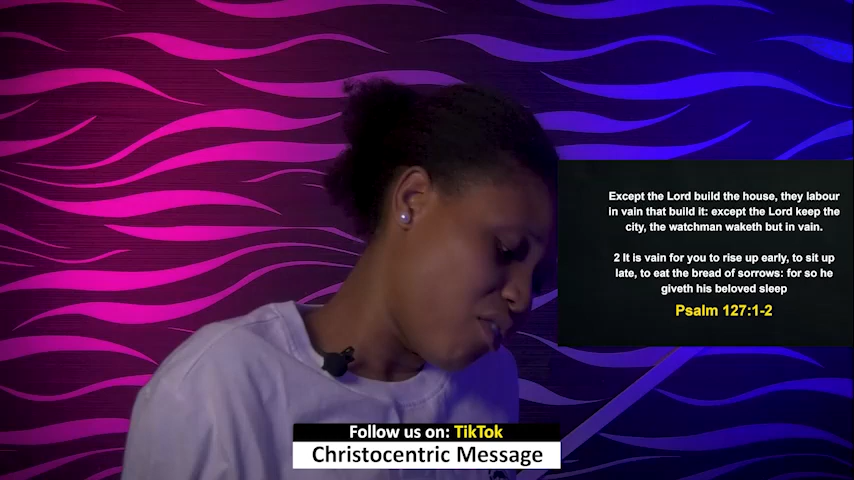 Except the Lord build the house, they labour
in vain that build it: except the Lord keep the
city, the watchman waketh but in vain.
2 It is vain for you to rise up early, to sit up
late, to eat the bread of sorrows: for so he
giveth his beloved sleep
Psalm 127:1-2
Follow us on: TikTok
Christocentric Message